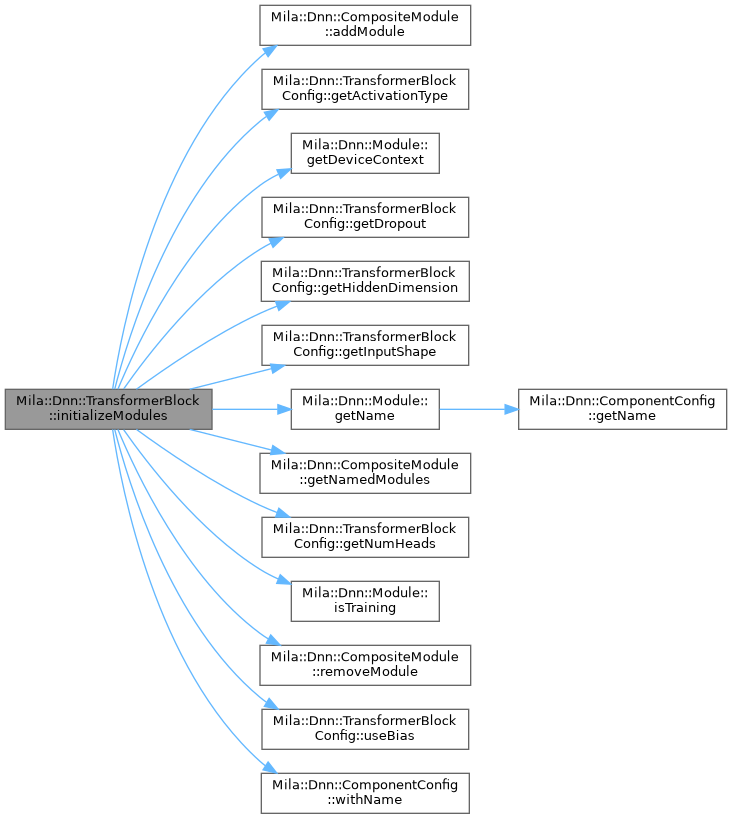 Mila::Dnn::CompositeModule
::addModule
Mila::Dnn::TransformerBlock
Config::getActivationType
Mila::Dnn::Module::
getDeviceContext
Mila::Dnn::TransformerBlock
Config::getDropout
Mila::Dnn::TransformerBlock
Config::getHiddenDimension
Mila::Dnn::TransformerBlock
Config::getInputShape
Mila::Dnn::TransformerBlock
::initializeModules
Mila::Dnn::Module::
getName
Mila::Dnn::ComponentConfig
::getName
Mila::Dnn::CompositeModule
::getNamedModules
Mila::Dnn::TransformerBlock
Config::getNumHeads
Mila::Dnn::Module::
isTraining
Mila::Dnn::CompositeModule
::removeModule
Mila::Dnn::TransformerBlock
Config::useBias
Mila::Dnn::ComponentConfig
::withName